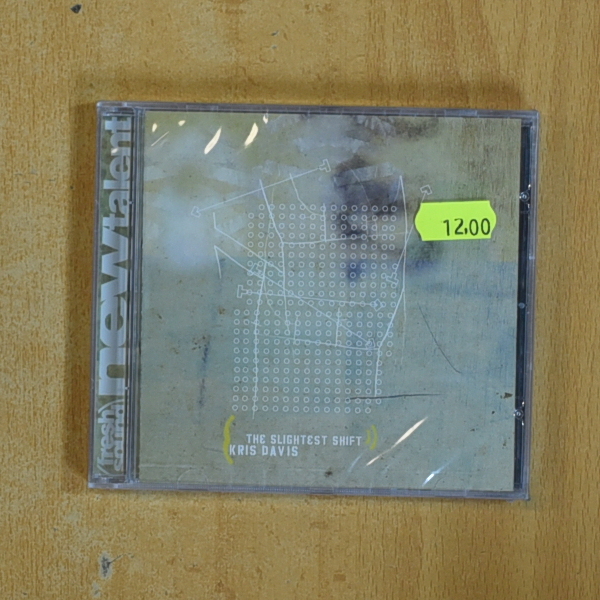 fresh sound new talent
12,00
THE SLIGHTEST SHIFT
KRIS DAVIS